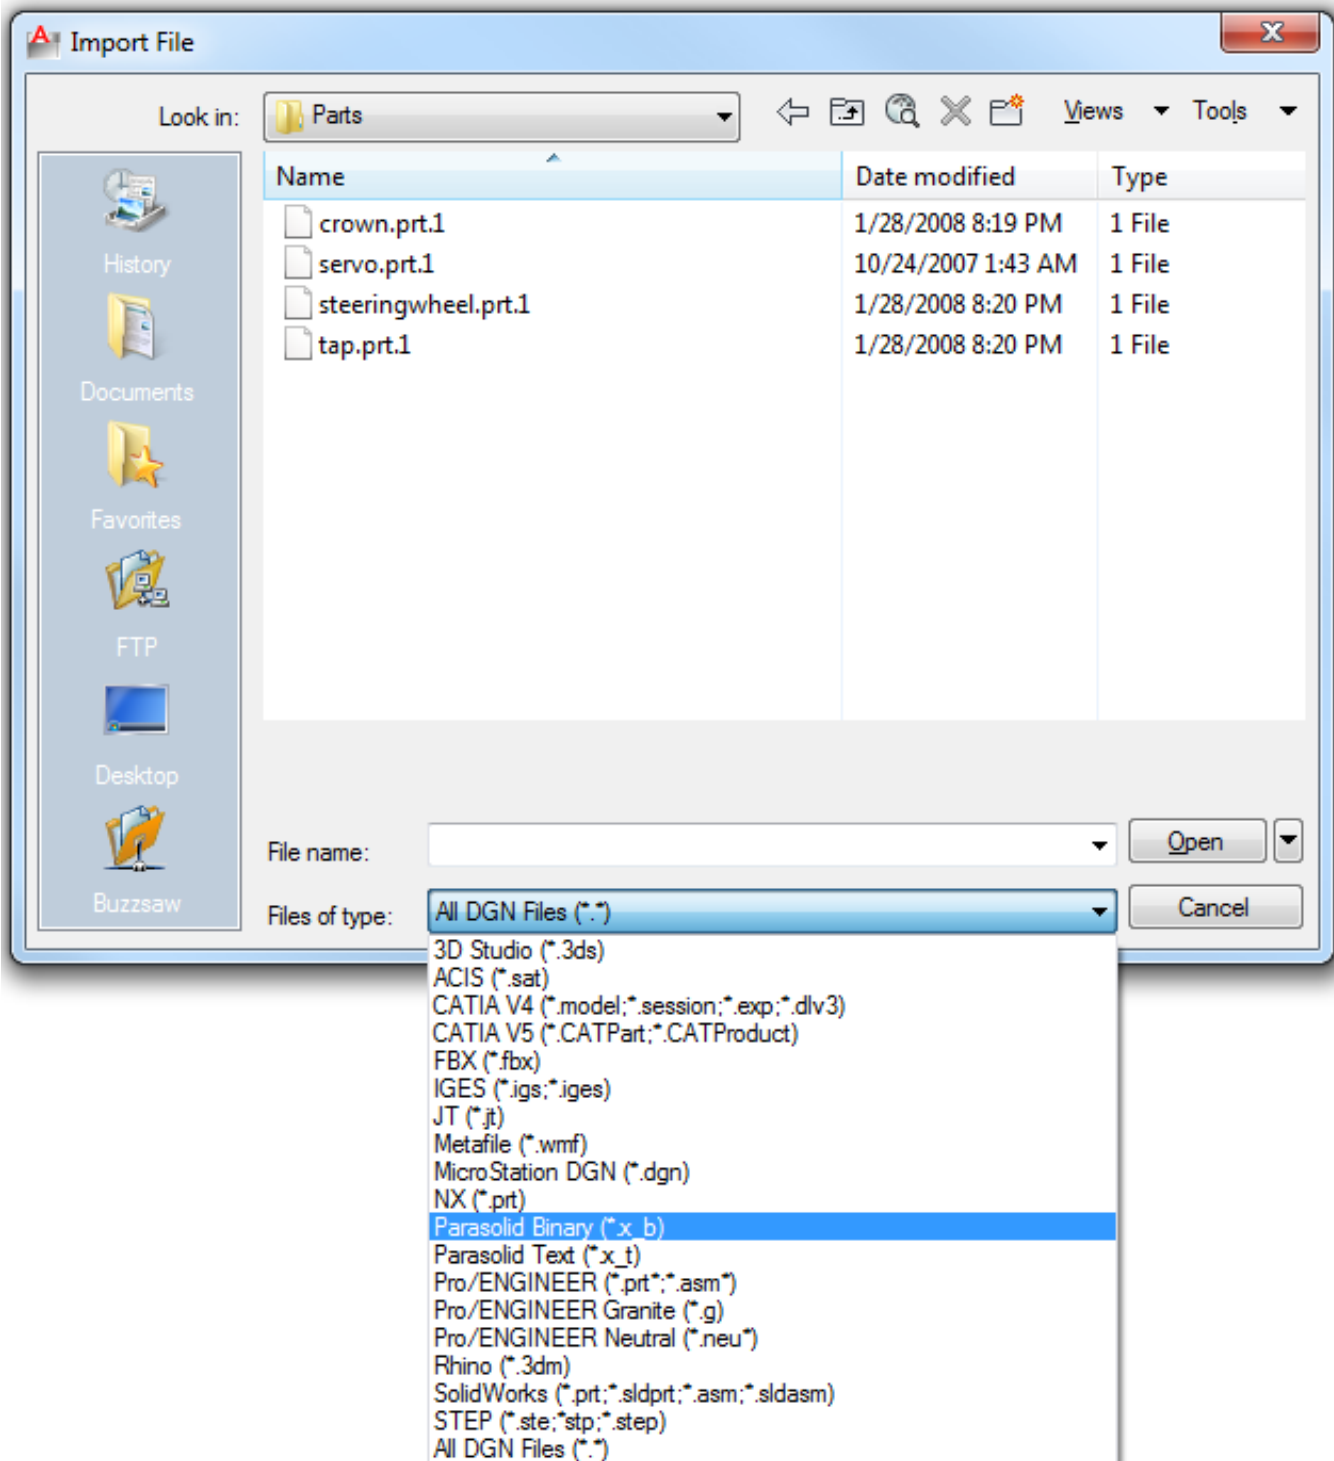 Import File
Look in: Parts Views Tools
Name Date modified Type
crown.prt.1 1/28/2008 8:19 PM 1 File
servo.prt.1 10/24/2007 1:43 AM 1 File
steeringwheel.prt.1 1/28/2008 8:20 PM 1 File
tap.prt.1 1/28/2008 8:20 PM 1 File
History
Documents
Favorites
FTP
Desktop
Buzzsaw
File name: Open
Files of type: All DGN Files (*.*) Cancel
3D Studio (*.3ds)
ACIS (*.sat)
CATIA V4 (*.model;*.session;*.exp;*.dlv3)
CATIA V5 (*.CATPart;*.CATProduct)
FBX (*.fbx)
IGES (*.igs;*.iges)
JT (*.jt)
Metafile (*.wmf)
MicroStation DGN (*.dgn)
NX (*.prt)
Parasolid Binary (*.x_b)
Parasolid Text (*.x_t)
Pro/ENGINEER (*.prt*;*.asm*)
Pro/ENGINEER Granite (*.g)
Pro/ENGINEER Neutral (*.neu*)
Rhino (*.3dm)
SolidWorks (*.prt;*.sldprt;*.asm;*.sldasm)
STEP (*.ste;*stp;*.step)
All DGN Files (*.*)